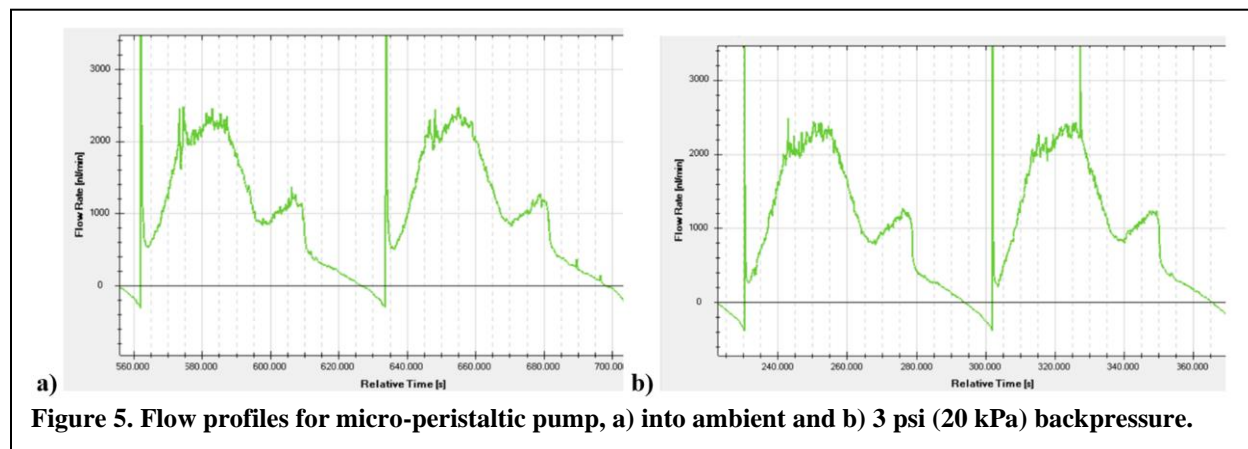 3000
2000
1000
0
Flow Rate [nl/min]
560.000 580.000 600.000 620.000 640.000 660.000 680.000 700.000
Relative Time [s]
a)
3000
2000
1000
0
Flow Rate [nl/min]
240.000 260.000 280.000 300.000 320.000 340.000 360.000
Relative Time [s]
b)
Figure 5. Flow profiles for micro-peristaltic pump, a) into ambient and b) 3 psi (20 kPa) backpressure.